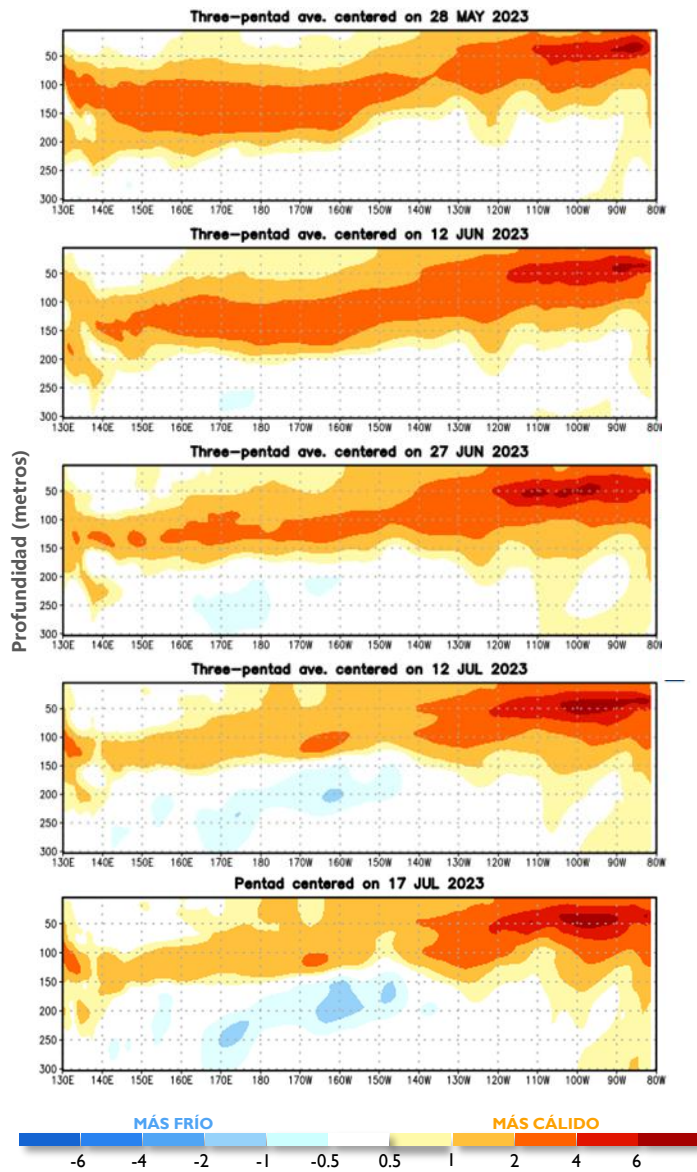 Three-pentad ave. centered on 28 MAY 2023
50
100
150
200
250
300
130E 140E 150E 160E 170E 180 170W 160W 150W 140W 130W 120W 110W 100W 90W 80W
Three-pentad ave. centered on 12 JUN 2023
50
100
150
200
250
300
130E 140E 150E 160E 170E 180 170W 160W 150W 140W 130W 120W 110W 100W 90W 80W
Three-pentad ave. centered on 27 JUN 2023
Profundidad (metros)
50
100
150
200
250
300
130E 140E 150E 160E 170E 180 170W 160W 150W 140W 130W 120W 110W 100W 90W 80W
Three-pentad ave. centered on 12 JUL 2023
50
100
150
200
250
300
130E 140E 150E 160E 170E 180 170W 160W 150W 140W 130W 120W 110W 100W 90W 80W
Pentad centered on 17 JUL 2023
50
100
150
200
250
300
130E 140E 150E 160E 170E 180 170W 160W 150W 140W 130W 120W 110W 100W 90W 80W
MÁS FRÍO MÁS CÁLIDO
-6 -4 -2 -1 -0.5 0.5 1 2 4 6